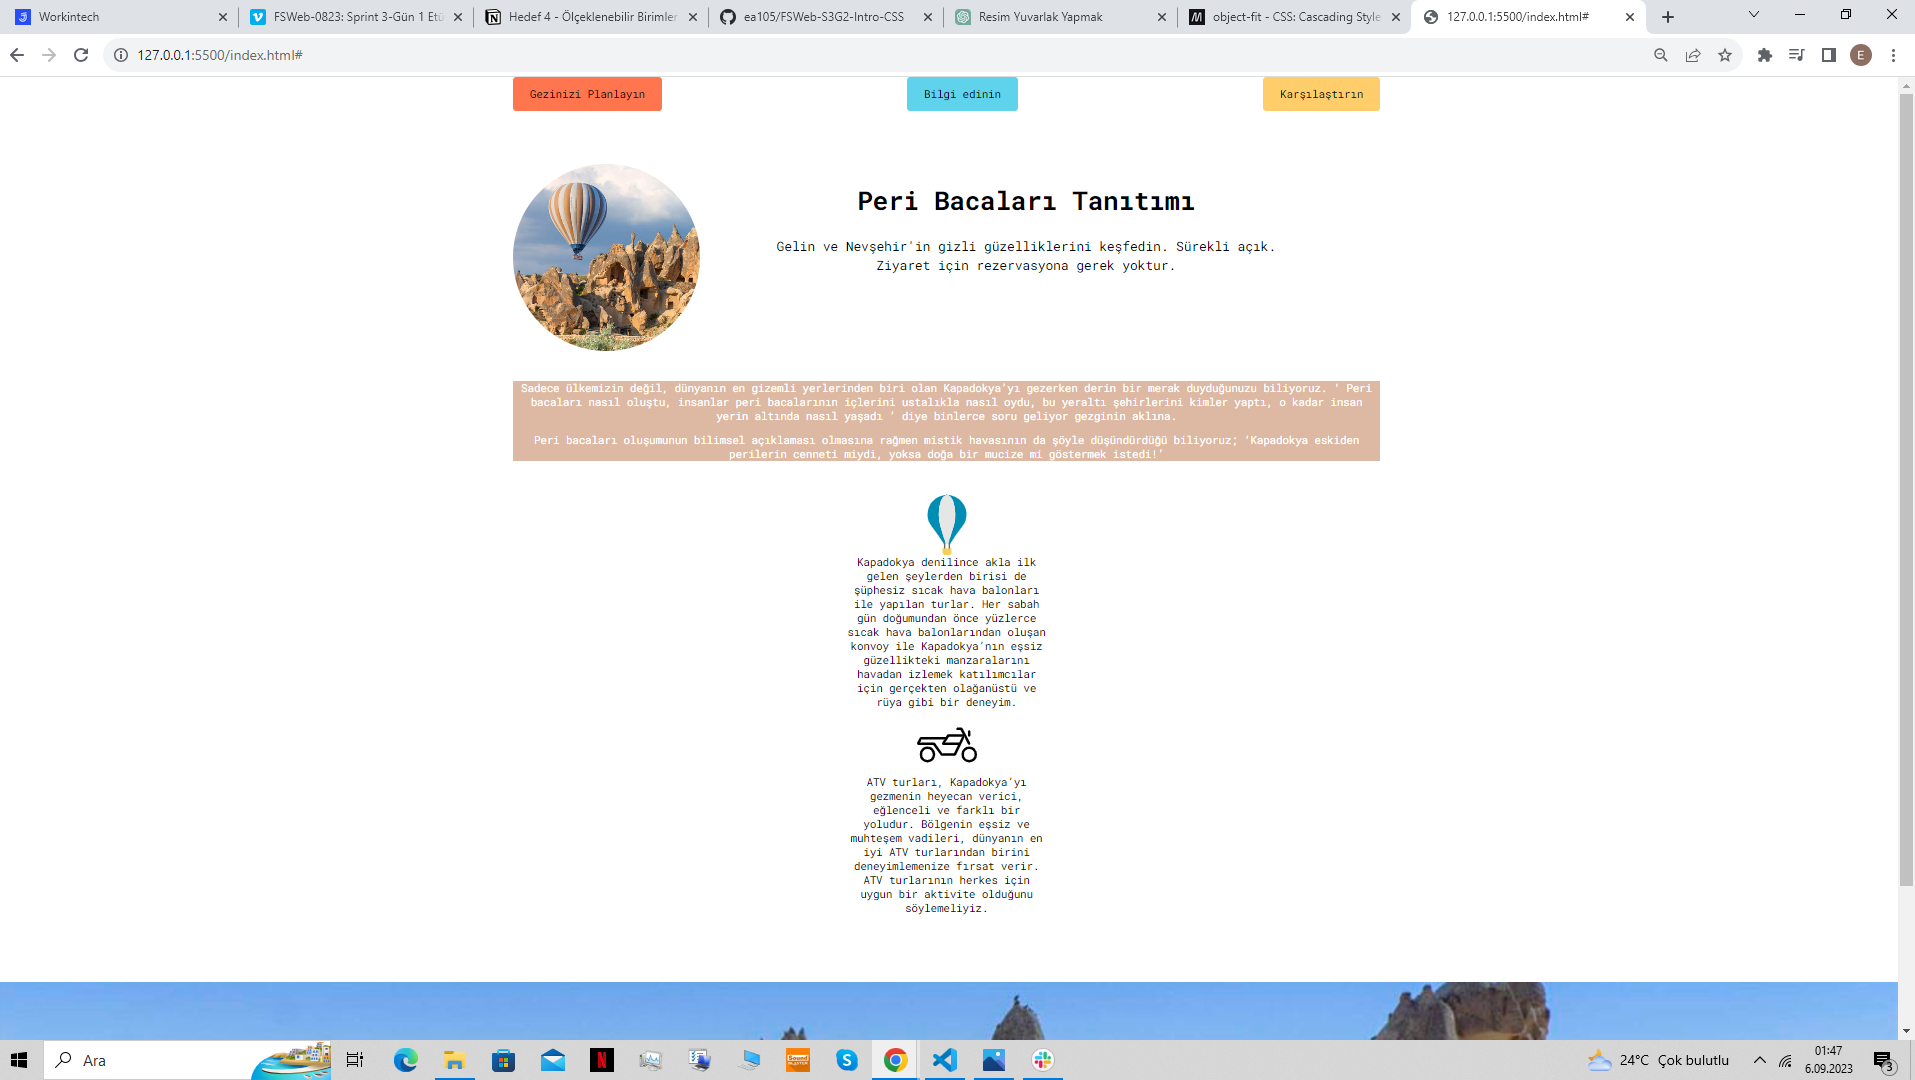 Workintech
FSWeb-0823: Sprint 3-Gün 1 Etü
Hedef 4 - Ölçeklenebilir Birimler
ea105/FSWeb-S3G2-Intro-CSS
Resim Yuvarlak Yapmak
object-fit - CSS: Cascading Style
127.0.0.1:5500/index.html#
127.0.0.1:5500/index.html#
E
Gezinizi Planlayın
Bilgi edinin
Karşılaştırın
Peri Bacaları Tanıtımı
Gelin ve Nevşehir'in gizli güzelliklerini keşfedin. Sürekli açık.
Ziyaret için rezervasyona gerek yoktur.
Sadece ülkemizin değil, dünyanın en gizemli yerlerinden biri olan Kapadokya'yı gezerken derin bir merak duyduğunuzu biliyoruz. ' Peri
bacaları nasıl oluştu, insanlar peri bacalarının içlerini ustalıkla nasıl oydu, bu yeraltı şehirlerini kimler yaptı, o kadar insan
yerin altında nasıl yaşadı ' diye binlerce soru geliyor gezginin aklına.
Peri bacaları oluşumunun bilimsel açıklaması olmasına rağmen mistik havasının da şöyle düşündürdüğü biliyoruz; 'Kapadokya eskiden
perilerin cenneti miydi, yoksa doğa bir mucize mi göstermek istedi!'
Kapadokya denilince akla ilk
gelen şeylerden birisi de
şüphesiz sıcak hava balonları
ile yapılan turlar. Her sabah
gün doğumundan önce yüzlerce
sıcak hava balonlarından oluşan
konvoy ile Kapadokya'nın eşsiz
güzellikteki manzaralarını
havadan izlemek katılımcılar
için gerçekten olağanüstü ve
rüya gibi bir deneyim.
ATV turları, Kapadokya'yı
gezmenin heyecan verici,
eğlenceli ve farklı bir
yoludur. Bölgenin eşsiz ve
muhteşem vadileri, dünyanın en
iyi ATV turlarından birini
deneyimlemenize fırsat verir.
ATV turlarının herkes için
uygun bir aktivite olduğunu
söylemeliyiz.
Ara
24°C Çok bulutlu
01:47
6.09.2023
3